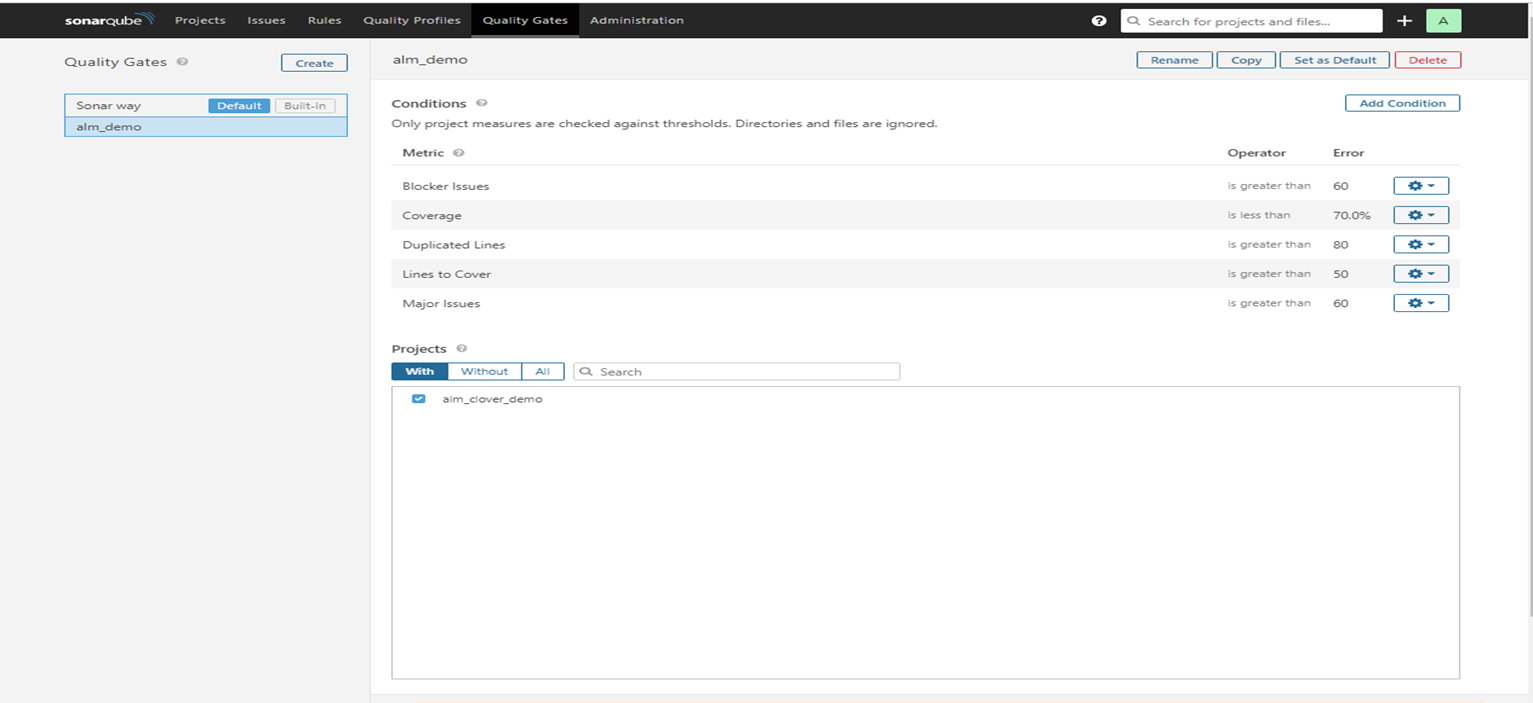 sonarqube Projects Issues Rules Quality Profiles Quality Gates Administration ? Search for projects and files... + A
Quality Gates ? Create
Sonar way Default Built-in
alm_demo
alm_demo Rename Copy Set as Default Delete
Conditions ? Add Condition
Only project measures are checked against thresholds. Directories and files are ignored.
Metric ? Operator Error
Blocker Issues is greater than 60
Coverage is less than 70.0%
Duplicated Lines is greater than 80
Lines to Cover is greater than 50
Major Issues is greater than 60
Projects ?
With Without All Search
alm_clover_demo